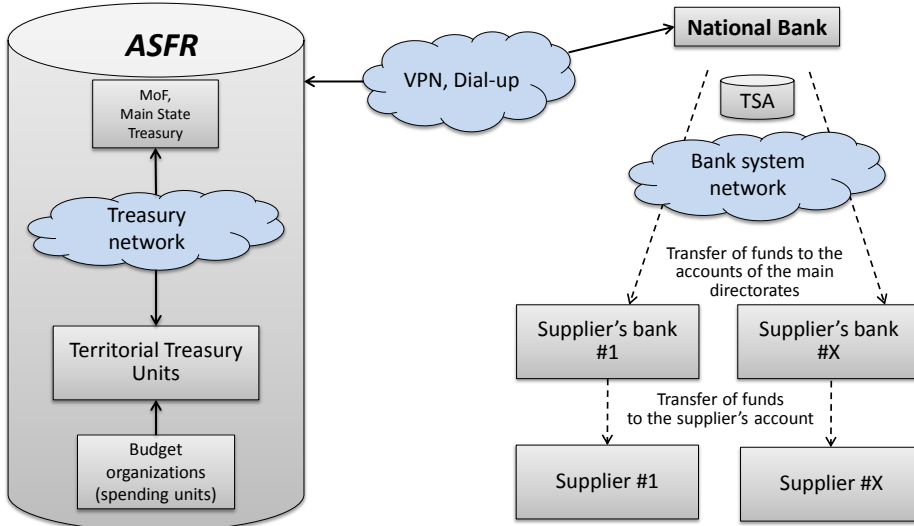 ASFR
MoF,
Main State
Treasury
Treasury
network
Territorial Treasury
Units
Budget
organizations
(spending units)
VPN, Dial-up
National Bank
TSA
Bank system
network
Transfer of funds to the
accounts of the main
directorates
Supplier’s bank
#1
Supplier’s bank
#X
Transfer of funds
to the supplier’s account
Supplier #1
Supplier #X